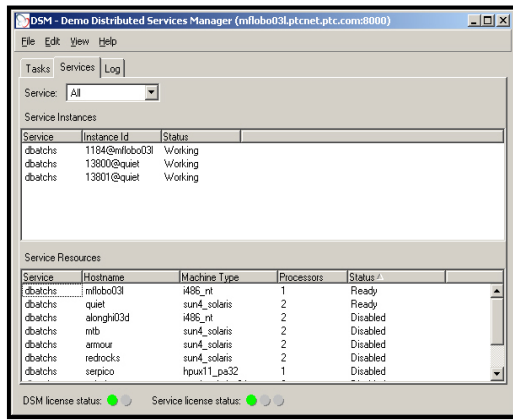 DSM - Demo Distributed Services Manager (mflobo03l.ptcnet.ptc.com:8000)
File Edit View Help
Tasks Services Log
Service: All
Service Instances
Service Instance Id Status
dbatchs 1184@mflobo03l Working
dbatchs 13800@quiet Working
dbatchs 13801@quiet Working
Service Resources
Service Hostname Machine Type Processors Status
dbatchs mflobo03l i486_nt 1 Ready
dbatchs quiet sun4_solaris 2 Ready
dbatchs alonghi03d i486_nt 2 Disabled
dbatchs mtb sun4_solaris 2 Disabled
dbatchs armour sun4_solaris 2 Disabled
dbatchs redrocks sun4_solaris 2 Disabled
dbatchs serpico hpux11_pa32 1 Disabled
DSM license status: Service license status: